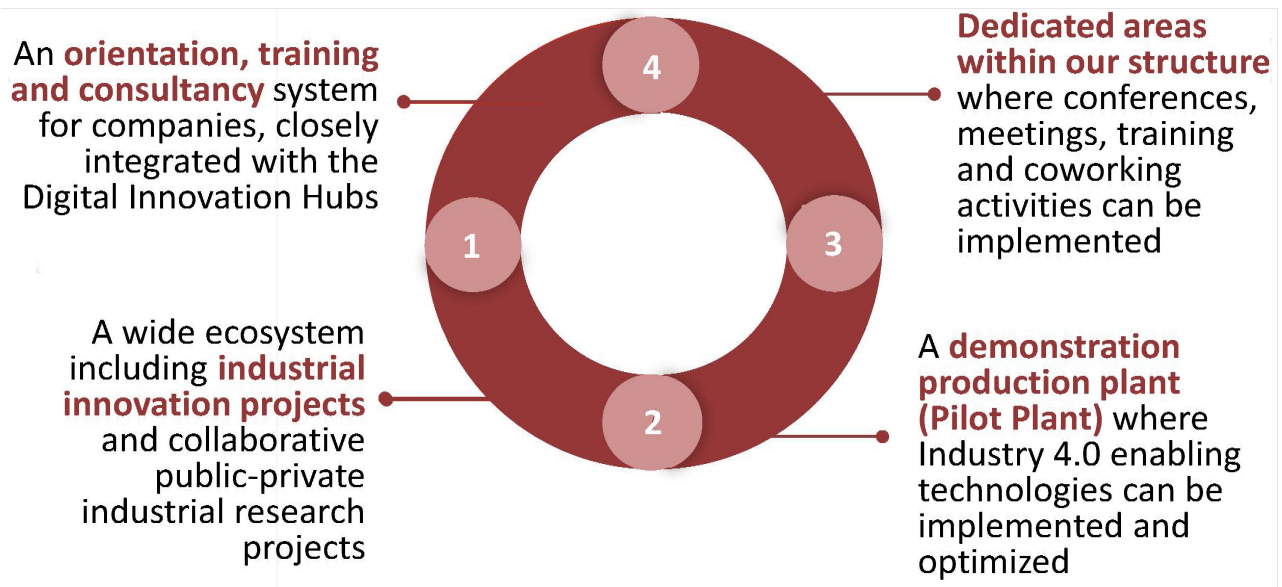 An orientation, training
and consultancy system
for companies, closely
integrated with the
Digital Innovation Hubs
4
Dedicated areas
within our structure
where conferences,
meetings, training
and coworking
activities can be
implemented
1
3
A wide ecosystem
including industrial
innovation projects
and collaborative
public-private
industrial research
projects
2
A demonstration
production plant
(Pilot Plant) where
Industry 4.0 enabling
technologies can be
implemented and
optimized